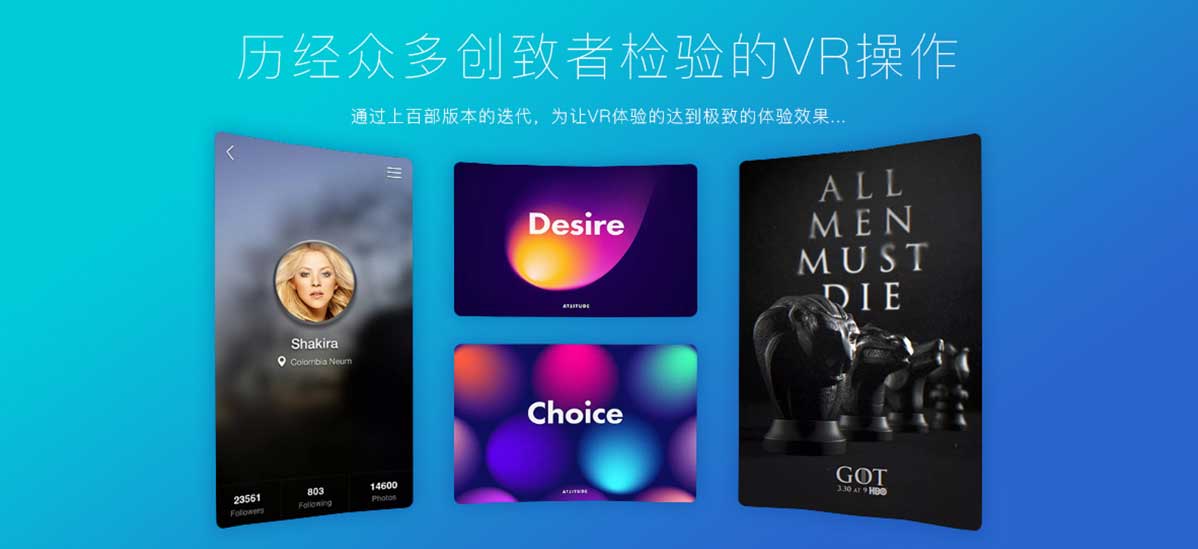 历经众多创致者检验的VR操作
通过上百部版本的迭代，为让VR体验的达到极致的体验效果...
Shakira
Colombia Neum
23561
Followers
803
Following
14600
Photos
Desire
ATTITUDE
Choice
ATTITUDE
ALL
MEN
MUST
DIE
GOT
3.30 AT 9 HBO